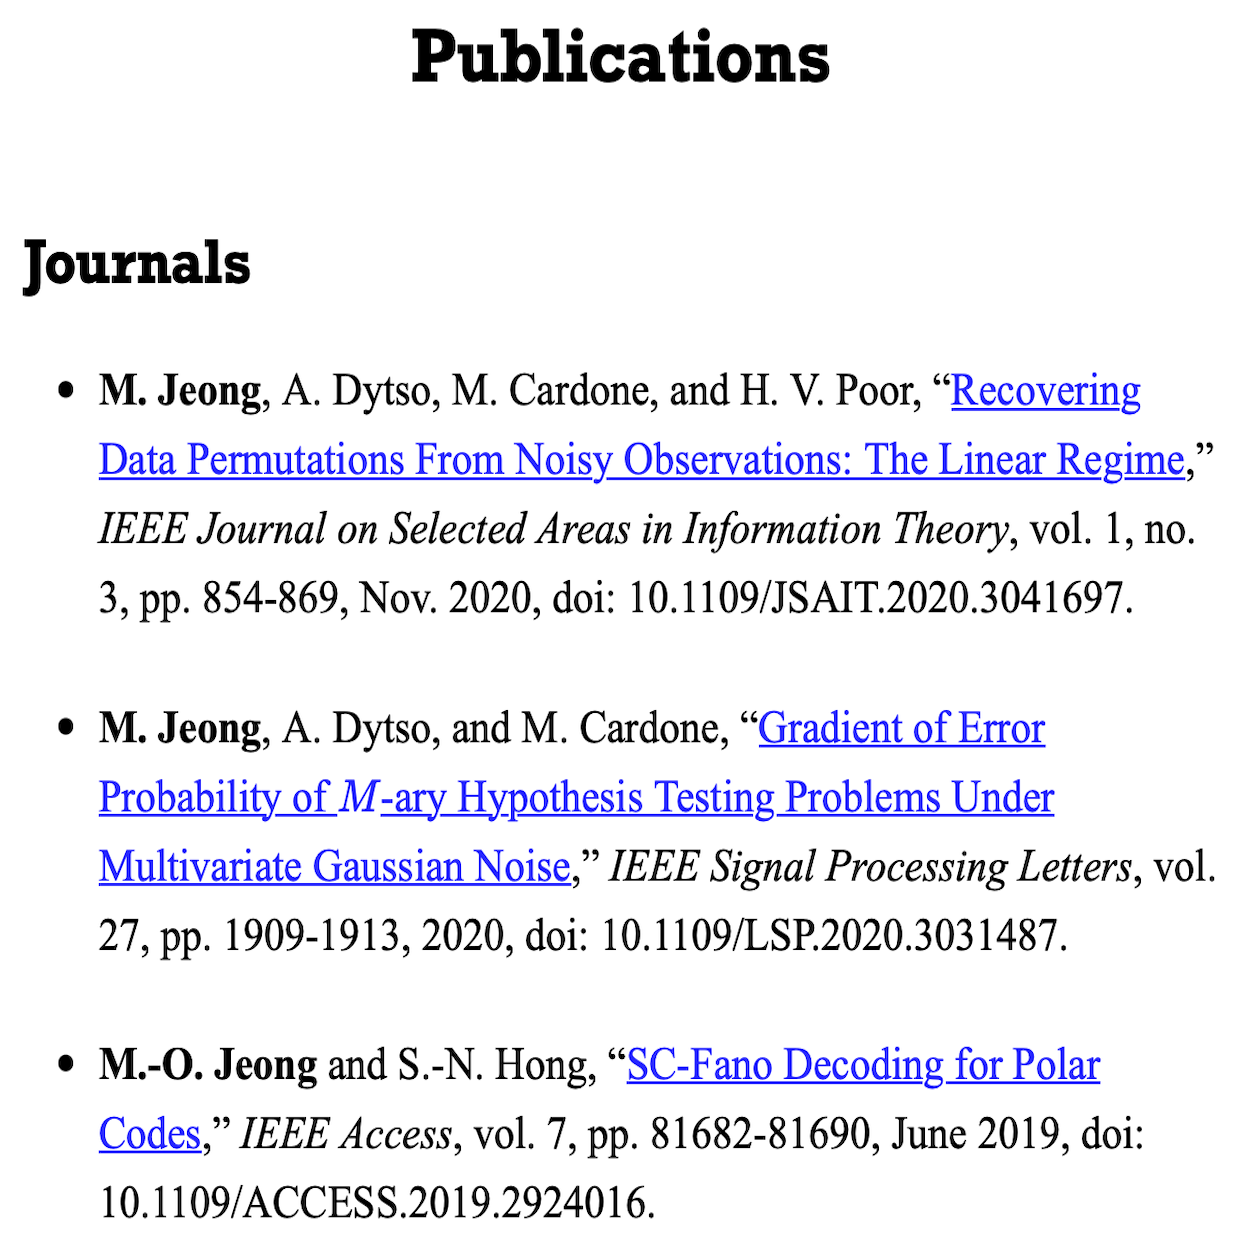 Publications
Journals
• M. Jeong, A. Dytso, M. Cardone, and H. V. Poor, “Recovering
Data Permutations From Noisy Observations: The Linear Regime,”
IEEE Journal on Selected Areas in Information Theory, vol. 1, no.
3, pp. 854-869, Nov. 2020, doi: 10.1109/JSAIT.2020.3041697.
• M. Jeong, A. Dytso, and M. Cardone, “Gradient of Error
Probability of M-ary Hypothesis Testing Problems Under
Multivariate Gaussian Noise,” IEEE Signal Processing Letters, vol.
27, pp. 1909-1913, 2020, doi: 10.1109/LSP.2020.3031487.
• M.-O. Jeong and S.-N. Hong, “SC-Fano Decoding for Polar
Codes,” IEEE Access, vol. 7, pp. 81682-81690, June 2019, doi:
10.1109/ACCESS.2019.2924016.